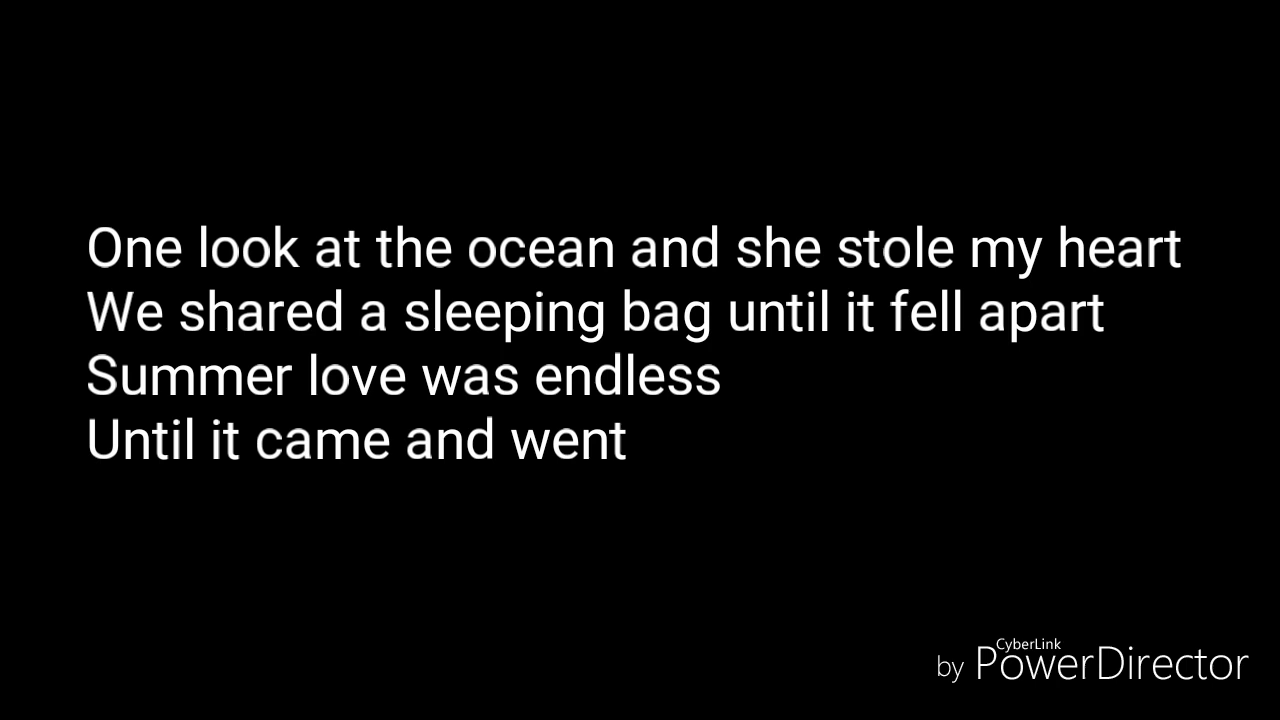 One look at the ocean and she stole my heart
We shared a sleeping bag until it fell apart
Summer love was endless
Until it came and went
by CyberLink PowerDirector